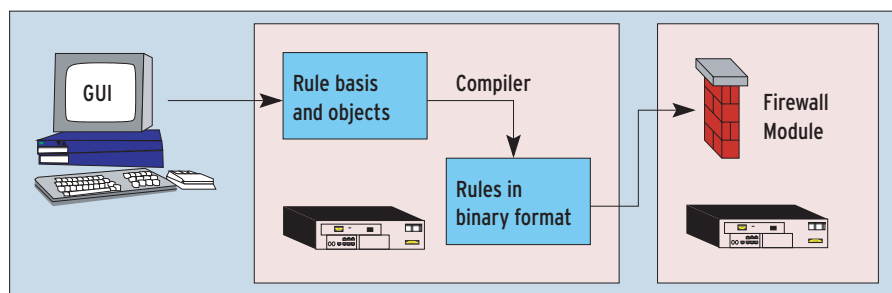 GUI
Rule basis
and objects
Compiler
Rules in
binary format
Firewall
Module